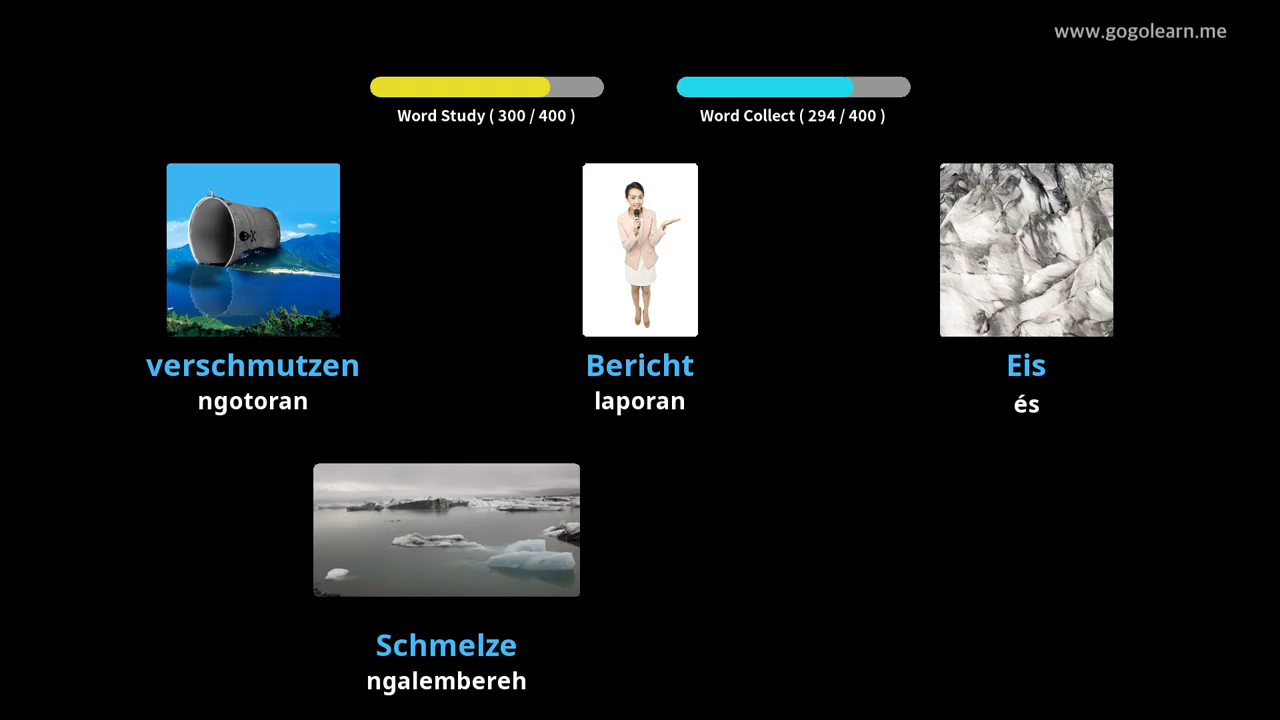 www.gogolearn.me
Word Study ( 300 / 400 )
Word Collect ( 294 / 400 )
verschmutzen
ngotoran
Bericht
laporan
Eis
és
Schmelze
ngalembereh